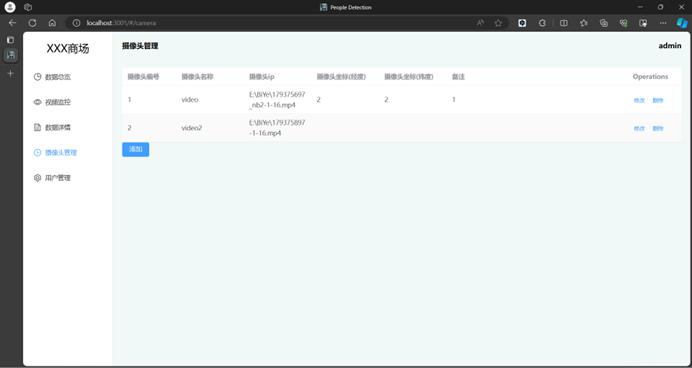 People Detection
localhost:3001/#/camera
XXX商场
数据总览
视频监控
数据详情
摄像头管理
用户管理
摄像头管理
admin
摄像头编号 摄像头名称 摄像头ip 摄像头坐标(经度) 摄像头坐标(纬度) 备注 Operations
1 video E:\BiYe\179375697 2 2 1 修改 删除
_nb2-1-16.mp4
2 video2 E:\BiYe\179375897 修改 删除
-1-16.mp4
添加